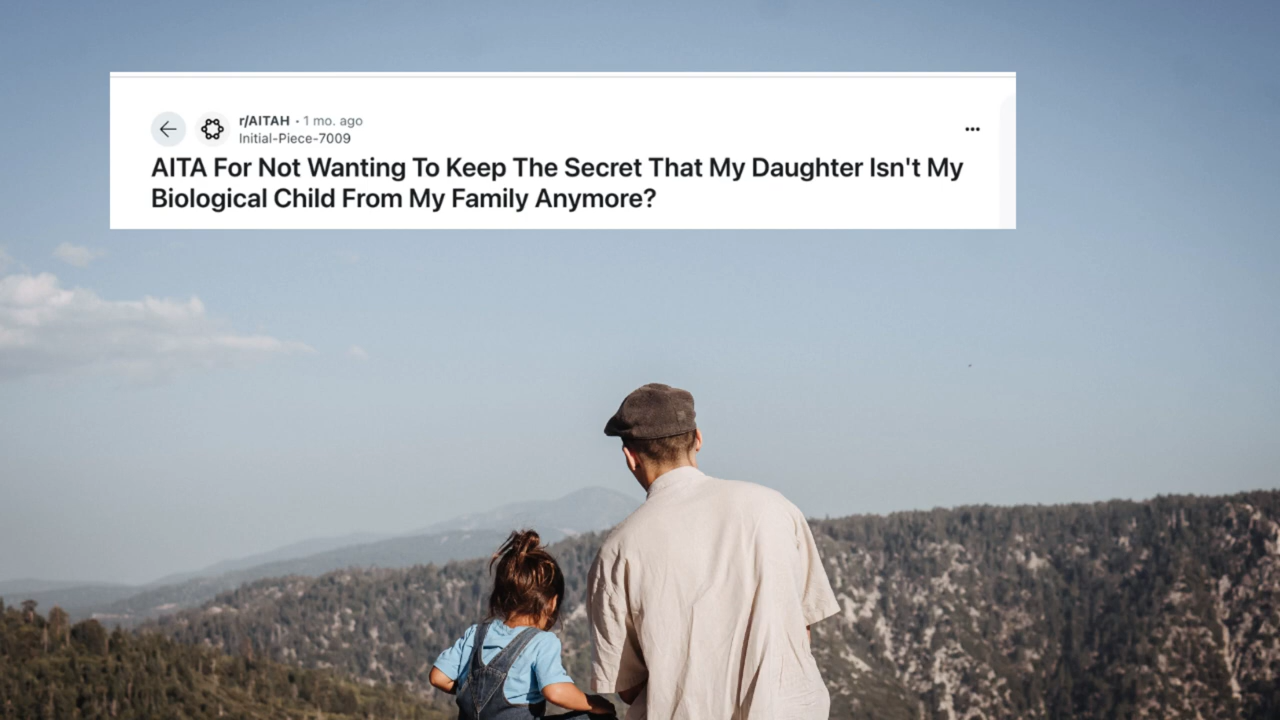 r/AITAH • 1 mo. ago
Initial-Piece-7009
AITA For Not Wanting To Keep The Secret That My Daughter Isn't My
Biological Child From My Family Anymore?